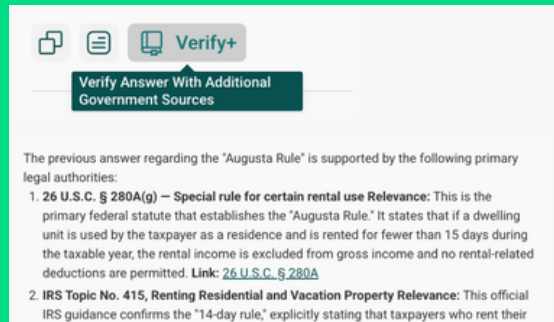 Verify+
Verify Answer With Additional
Government Sources
The previous answer regarding the "Augusta Rule" is supported by the following primary
legal authorities:
1. 26 U.S.C. § 280A(g) — Special rule for certain rental use Relevance: This is the
primary federal statute that establishes the "Augusta Rule." It states that if a dwelling
unit is used by the taxpayer as a residence and is rented for fewer than 15 days during
the taxable year, the rental income is excluded from gross income and no rental-related
deductions are permitted. Link: 26 U.S.C. § 280A
2. IRS Topic No. 415, Renting Residential and Vacation Property Relevance: This official
IRS guidance confirms the "14-day rule," explicitly stating that taxpayers who rent their